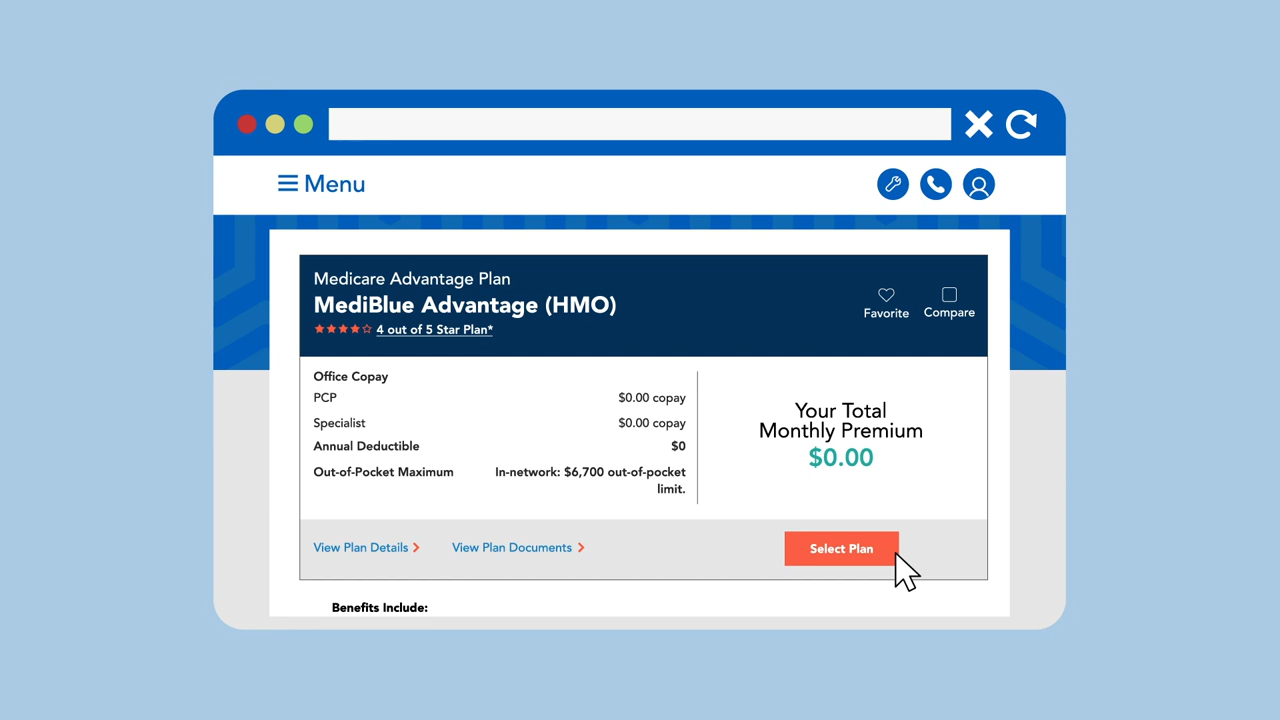 Menu
Medicare Advantage Plan
MediBlue Advantage (HMO)
4 out of 5 Star Plan*
Favorite
Compare
Office Copay
PCP $0.00 copay
Specialist $0.00 copay
Annual Deductible $0
Out-of-Pocket Maximum In-network: $6,700 out-of-pocket
limit.
Your Total
Monthly Premium
$0.00
View Plan Details
View Plan Documents
Select Plan
Benefits Include: